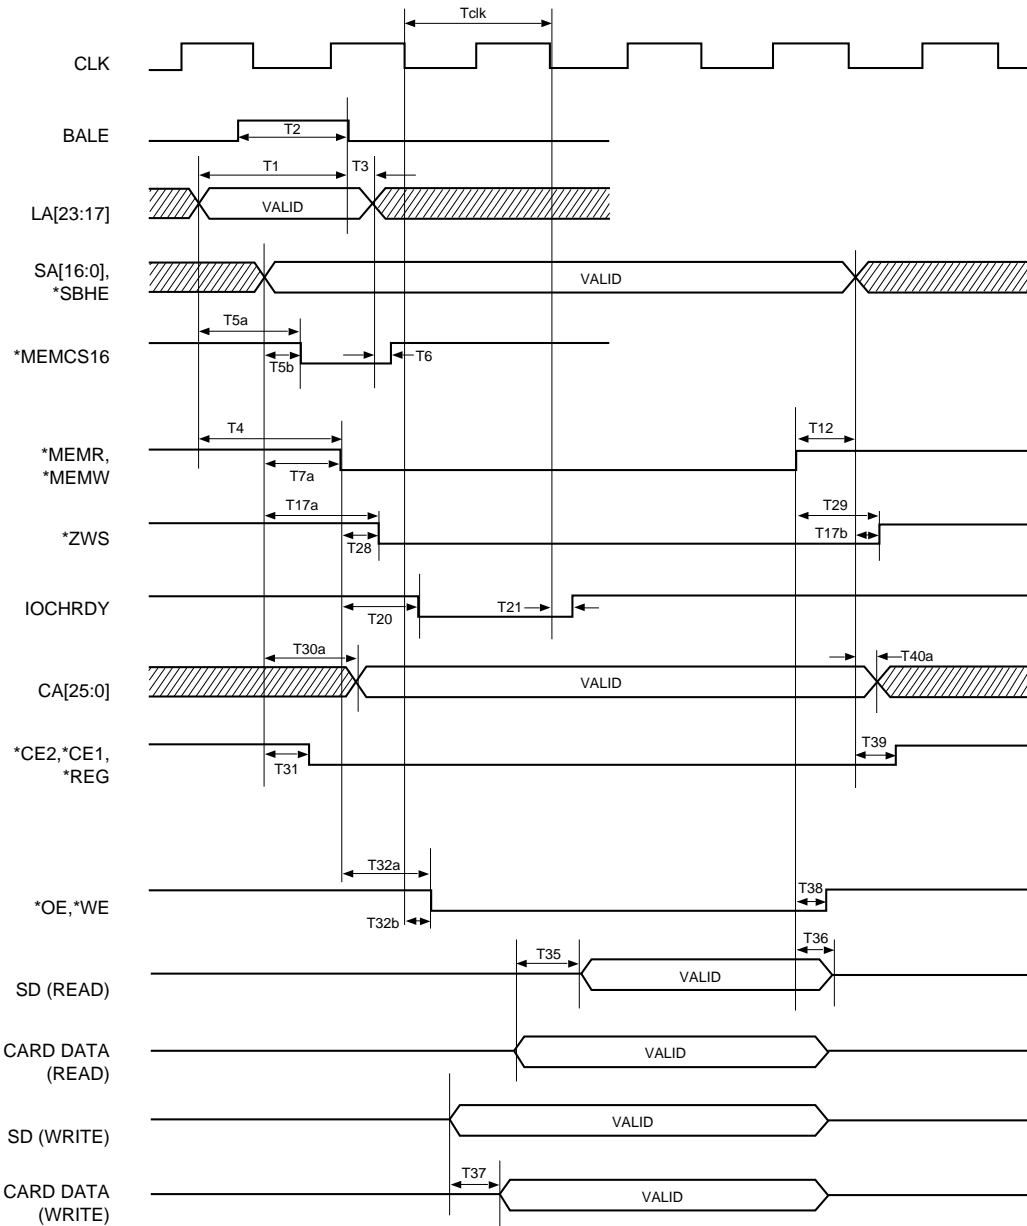 Tclk
CLK
BALE
T2
T1
T3
LA[23:17]
VALID
SA[16:0],
*SBHE
VALID
T5a
*MEMCS16
T5b
T6
T4
T12
*MEMR,
*MEMW
T7a
T17a
T29
*ZWS
T28
T17b
IOCHRDY
T20
T21
T30a
T40a
CA[25:0]
VALID
*CE2,*CE1,
*REG
T31
T39
T32a
*OE,*WE
T38
T32b
T35
T36
SD (READ)
VALID
CARD DATA
(READ)
VALID
SD (WRITE)
VALID
T37
CARD DATA
(WRITE)
VALID